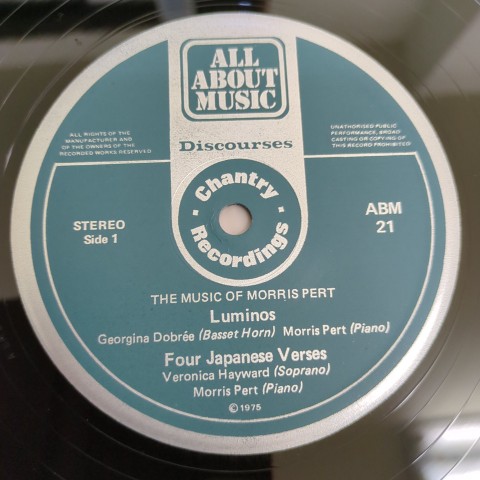 ALL
ABOUT
MUSIC
ALL RIGHTS OF THE
MANUFACTURER AND
OF THE OWNERS OF THE
RECORDED WORKS RESERVED
UNAUTHORISED PUBLIC
PERFORMANCE, BROAD
CASTING OR COPYING OF
THIS RECORD PROHIBITED
Discourses
• Chantry •
Recordings
STEREO
Side 1
ABM
21
THE MUSIC OF MORRIS PERT
Luminos
Georgina Dobrée (Basset Horn) Morris Pert (Piano)
Four Japanese Verses
Veronica Hayward (Soprano)
Morris Pert (Piano)
© 1975